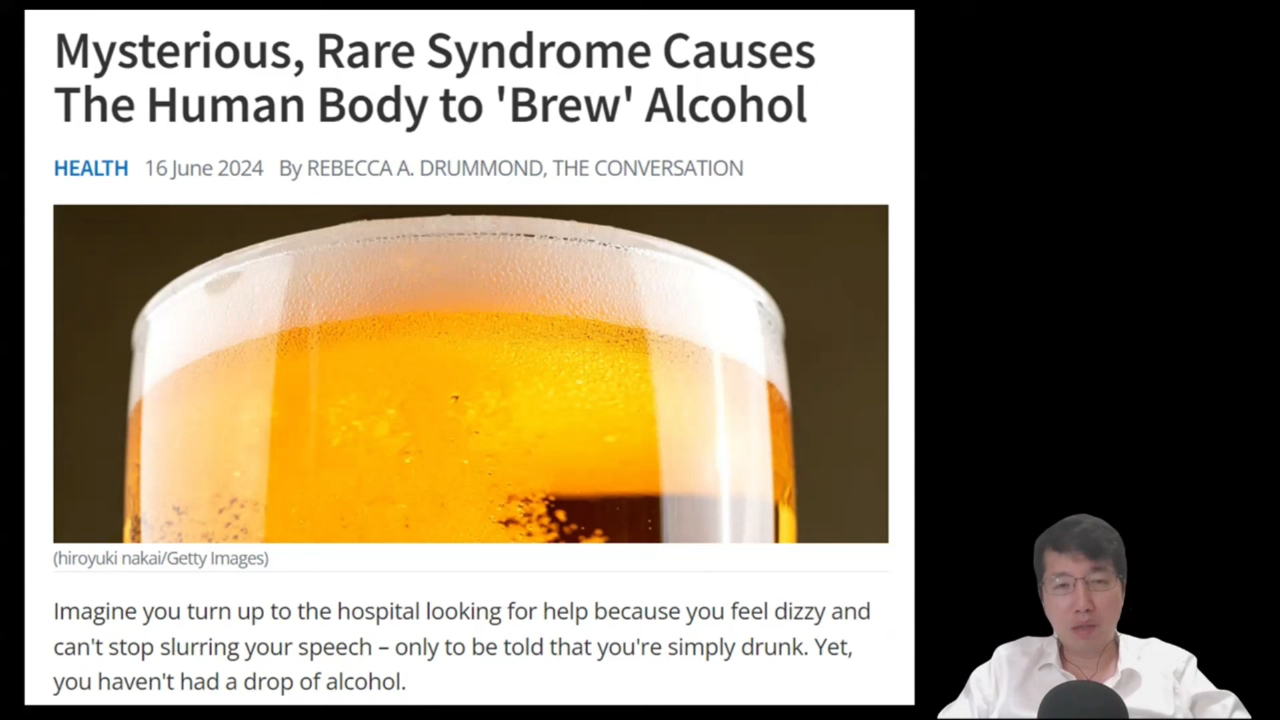 Mysterious, Rare Syndrome Causes
The Human Body to 'Brew' Alcohol
HEALTH 16 June 2024 By REBECCA A. DRUMMOND, THE CONVERSATION
(hiroyuki nakai/Getty Images)
Imagine you turn up to the hospital looking for help because you feel dizzy and
can't stop slurring your speech – only to be told that you're simply drunk. Yet,
you haven't had a drop of alcohol.